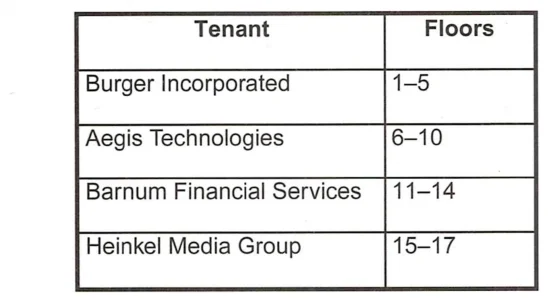 Tenant Floors
Burger Incorporated 1–5
Aegis Technologies 6–10
Barnum Financial Services 11–14
Heinkel Media Group 15–17